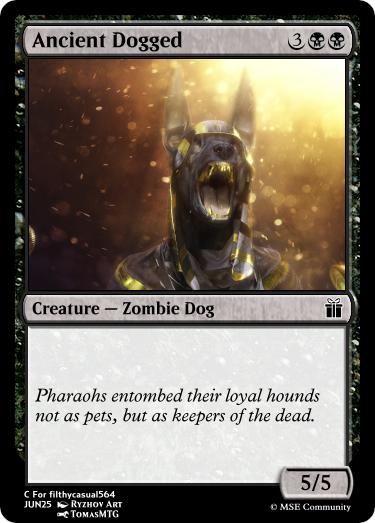 Ancient Dogged 3
Creature — Zombie Dog
Pharaohs entombed their loyal hounds
not as pets, but as keepers of the dead.
5/5
C For filthycasual564
JUN25 Ryzhov Art
TomasMTG
© MSE Community